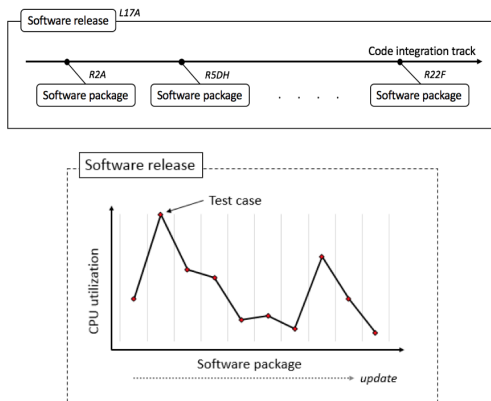 Software release
L17A
Code integration track
R2A
R5DH
R22F
Software package
Software package
. . . .
Software package
Software release
Test case
CPU utilization
Software package
update